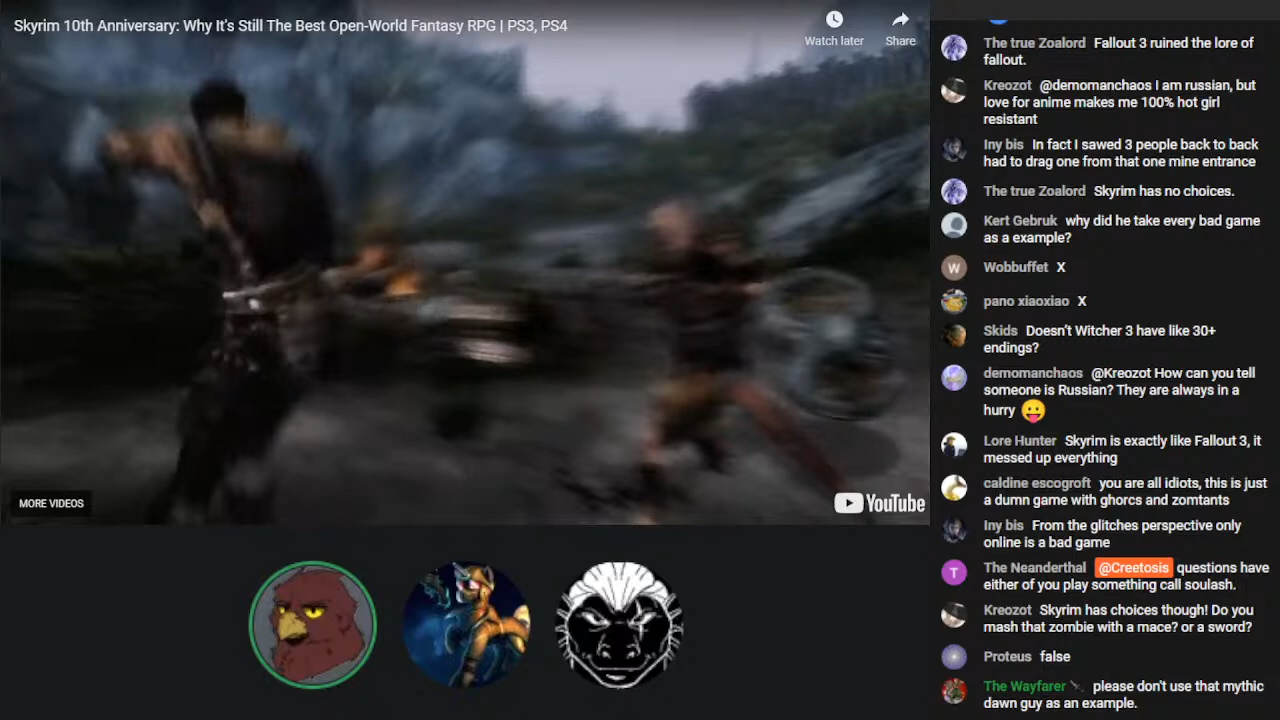 Skyrim 10th Anniversary: Why It's Still The Best Open-World Fantasy RPG | PS3, PS4
Watch later
Share
MORE VIDEOS
YouTube
The true Zoalord Fallout 3 ruined the lore of
fallout.
Kreozot @demomanchaos I am russian, but
love for anime makes me 100% hot girl
resistant
Iny bis In fact I sawed 3 people back to back
had to drag one from that one mine entrance
The true Zoalord Skyrim has no choices.
Kert Gebruk why did he take every bad game
as a example?
W
Wobbuffet X
pano xiaoxiao X
Skids Doesn't Witcher 3 have like 30+
endings?
demomanchaos @Kreozot How can you tell
someone is Russian? They are always in a
hurry 😛
Lore Hunter Skyrim is exactly like Fallout 3, it
messed up everything
caldine escogroft you are all idiots, this is just
a dumn game with ghorcs and zomtants
Iny bis From the glitches perspective only
online is a bad game
T
The Neanderthal @Creetosis questions have
either of you play something call soulash.
Kreozot Skyrim has choices though! Do you
mash that zombie with a mace? or a sword?
Proteus false
The Wayfarer please don't use that mythic
dawn guy as an example.